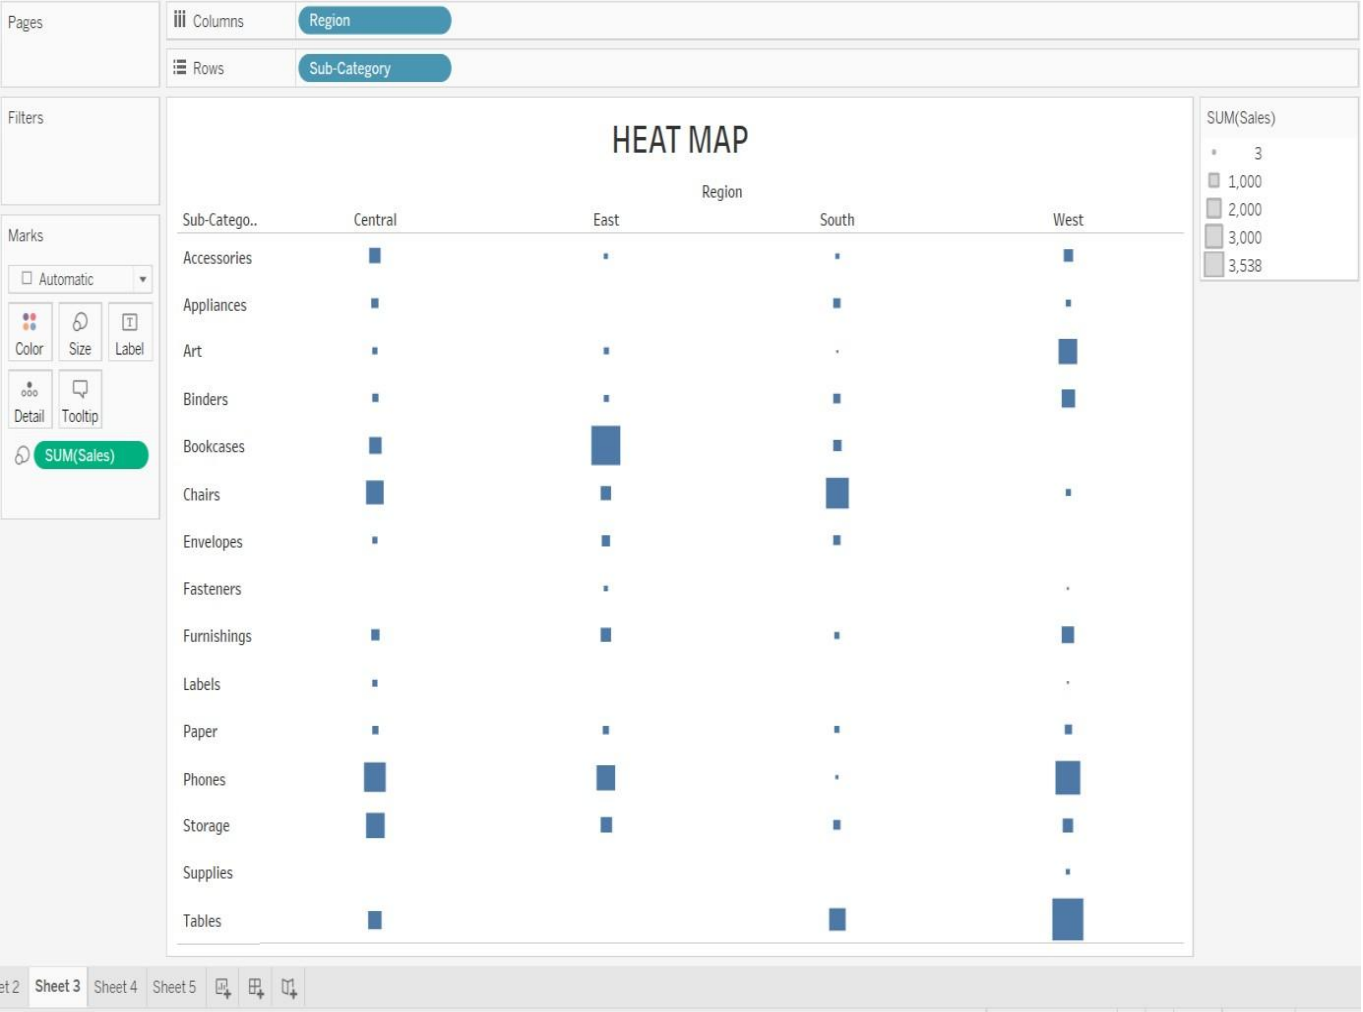 Pages
Columns
Region
Rows
Sub-Category
Filters
Marks
Automatic
Color
Size
Label
Detail
Tooltip
SUM(Sales)
HEAT MAP
Region
Sub-Catego..
Central
East
South
West
Accessories
Appliances
Art
Binders
Bookcases
Chairs
Envelopes
Fasteners
Furnishings
Labels
Paper
Phones
Storage
Supplies
Tables
SUM(Sales)
3
1,000
2,000
3,000
3,538
et 2
Sheet 3
Sheet 4
Sheet 5